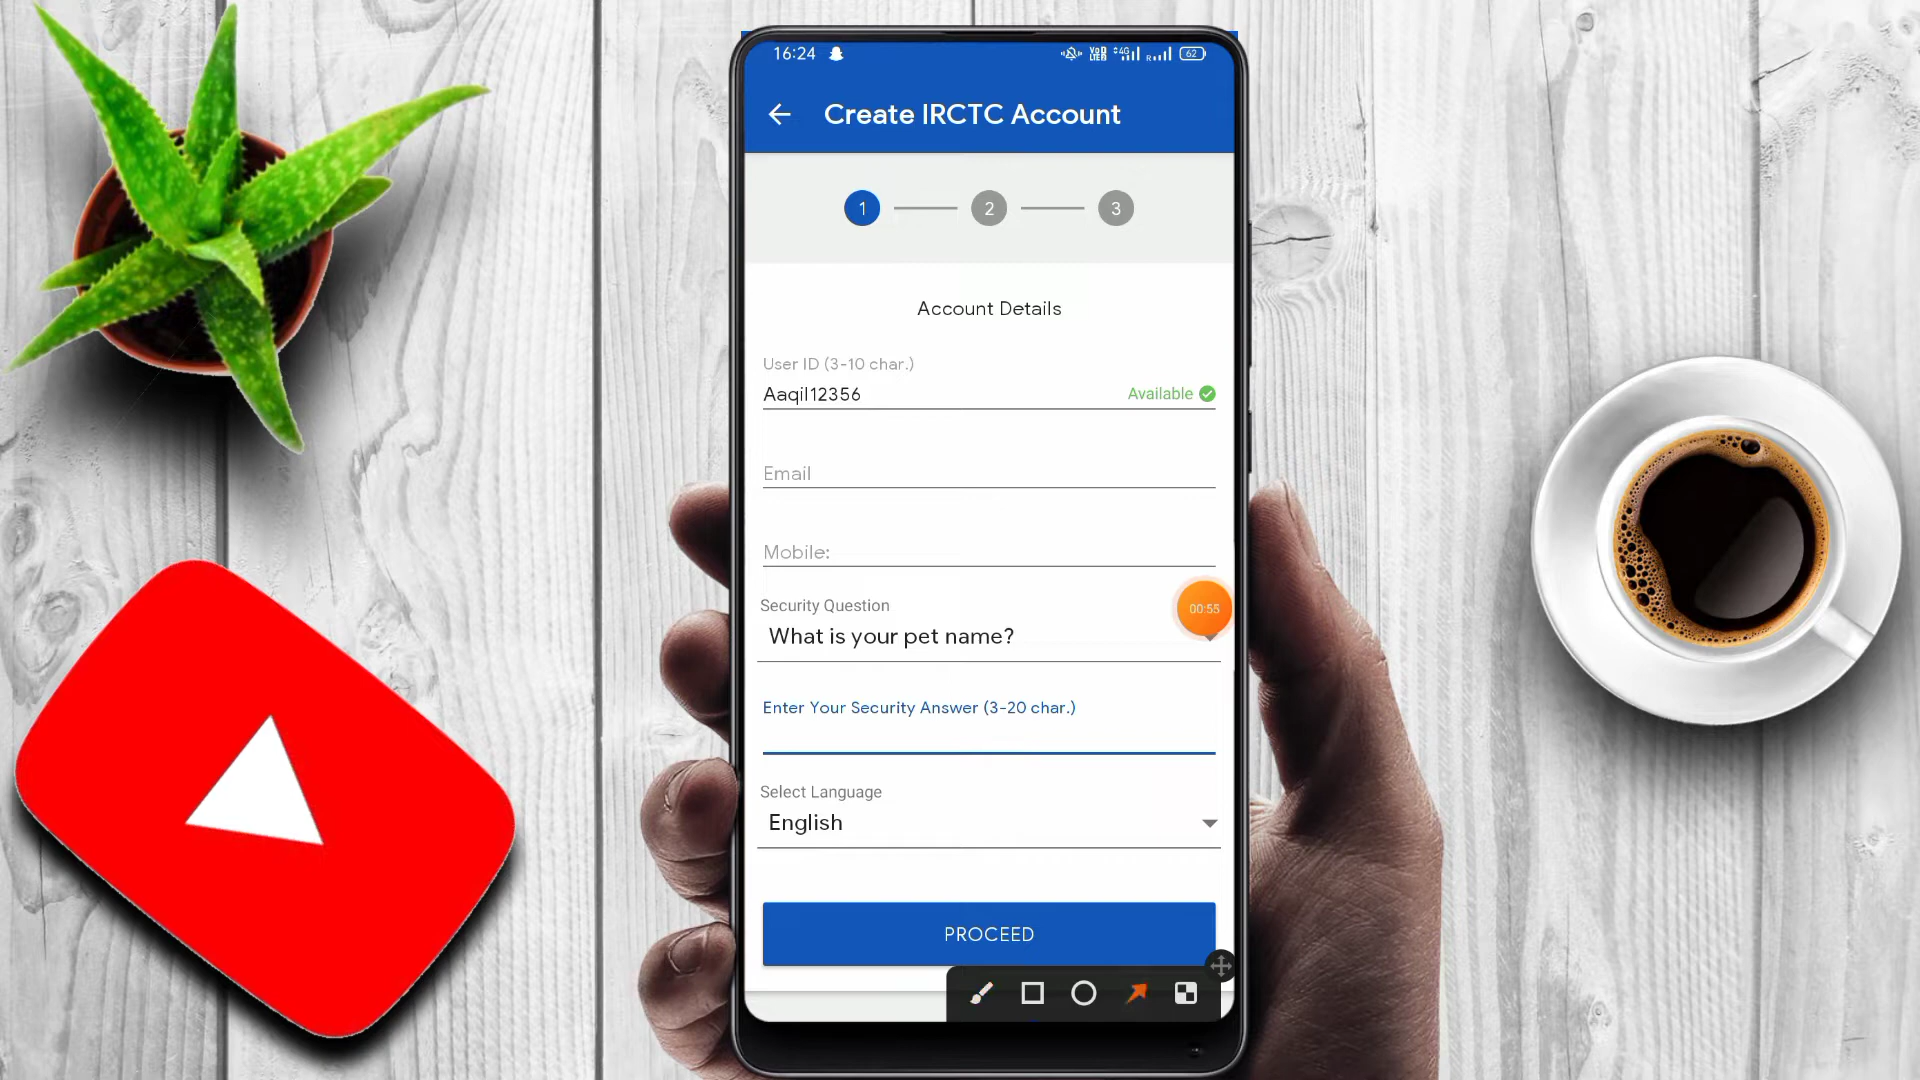 16:24
62
Create IRCTC Account
1 2 3
Account Details
User ID (3-10 char.)
Aaqil12356 Available
Email
Mobile:
Security Question
00:55
What is your pet name?
Enter Your Security Answer (3-20 char.)
Select Language
English
PROCEED